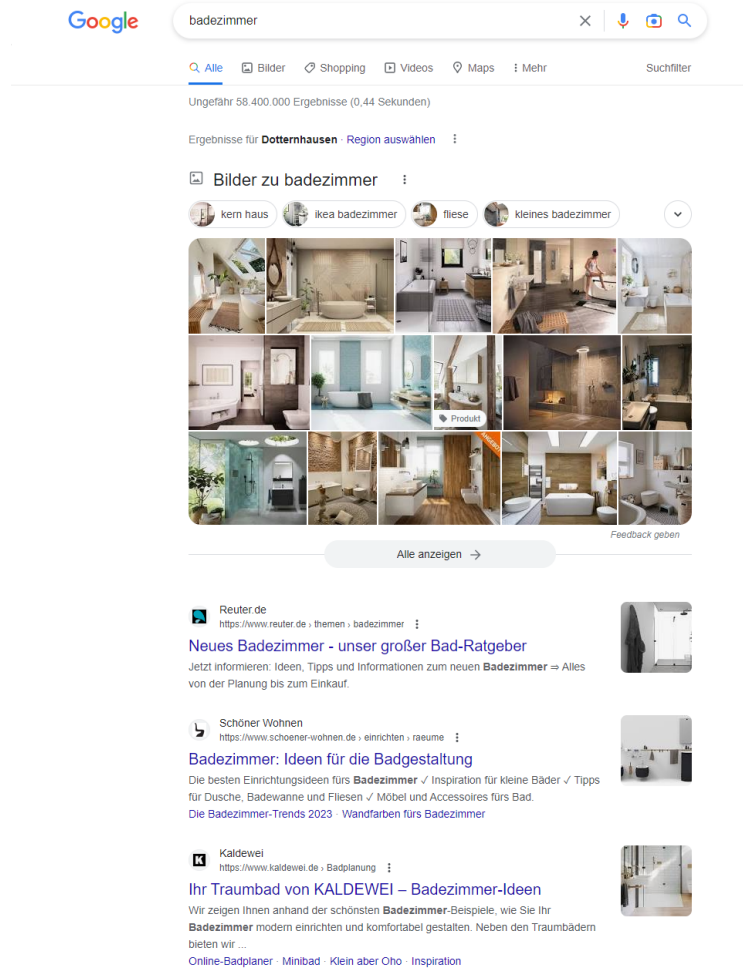 Google
badezimmer
Alle Bilder Shopping Videos Maps Mehr Suchfilter
Ungefähr 58.400.000 Ergebnisse (0,44 Sekunden)
Ergebnisse für Dotternhausen · Region auswählen
Bilder zu badezimmer
kern haus ikea badezimmer fliese kleines badezimmer
Produkt
ANGEBOT
Feedback geben
Alle anzeigen →
Reuter.de
https://www.reuter.de › themen › badezimmer
Neues Badezimmer - unser großer Bad-Ratgeber
Jetzt informieren: Ideen, Tipps und Informationen zum neuen Badezimmer ⇒ Alles
von der Planung bis zum Einkauf.
Schöner Wohnen
https://www.schoener-wohnen.de › einrichten › raeume
Badezimmer: Ideen für die Badgestaltung
Die besten Einrichtungsideen fürs Badezimmer ✓ Inspiration für kleine Bäder ✓ Tipps
für Dusche, Badewanne und Fliesen ✓ Möbel und Accessoires fürs Bad.
Die Badezimmer-Trends 2023 · Wandfarben fürs Badezimmer
Kaldewei
https://www.kaldewei.de › Badplanung
Ihr Traumbad von KALDEWEI – Badezimmer-Ideen
Wir zeigen Ihnen anhand der schönsten Badezimmer-Beispiele, wie Sie Ihr
Badezimmer modern einrichten und komfortabel gestalten. Neben den Traumbädern
bieten wir ...
Online-Badplaner · Minibad · Klein aber Oho · Inspiration